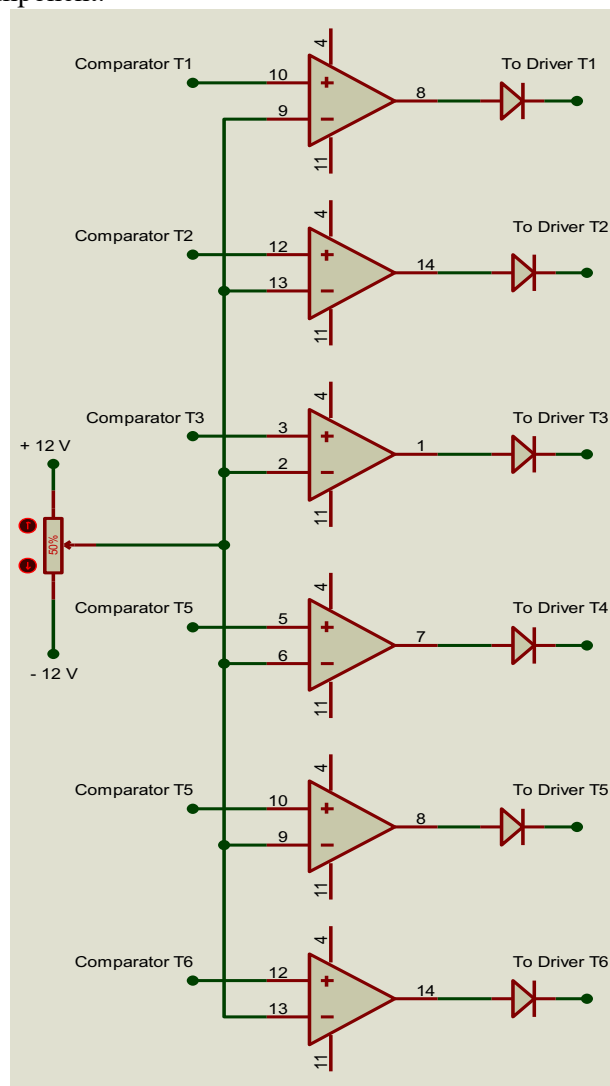 4
Comparator T1
10
8
To Driver T1
9
11
4
Comparator T2
12
14
To Driver T2
13
11
4
Comparator T3
3
1
To Driver T3
2
+ 12 V
11
50%
4
Comparator T5
5
7
To Driver T4
6
- 12 V
11
4
Comparator T5
10
8
To Driver T5
9
11
4
Comparator T6
12
14
To Driver T6
13
11